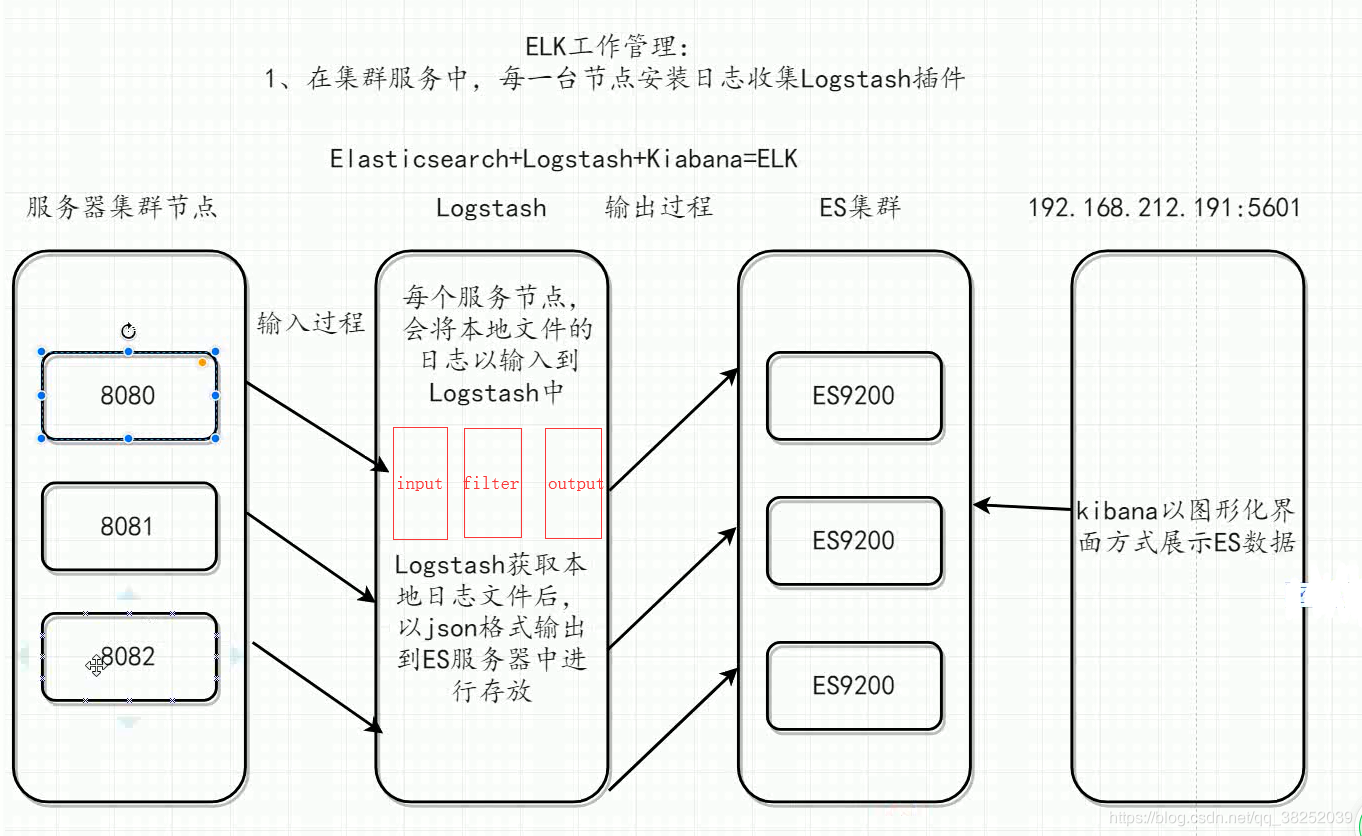 ELK工作管理:
1、在集群服务中，每一台节点安装日志收集Logstash插件
Elasticsearch+Logstash+Kiabana=ELK
服务器集群节点
Logstash
输出过程
ES集群
192.168.212.191:5601
8080
8081
8082
输入过程
每个服务节点，
会将本地文件的
日志以输入到
Logstash中
input
filter
output
Logstash获取本
地日志文件后，
以json格式输出
到ES服务器中进
行存放
ES9200
ES9200
ES9200
kibana以图形化界
面方式展示ES数据
https://blog.csdn.net/qq_38252039